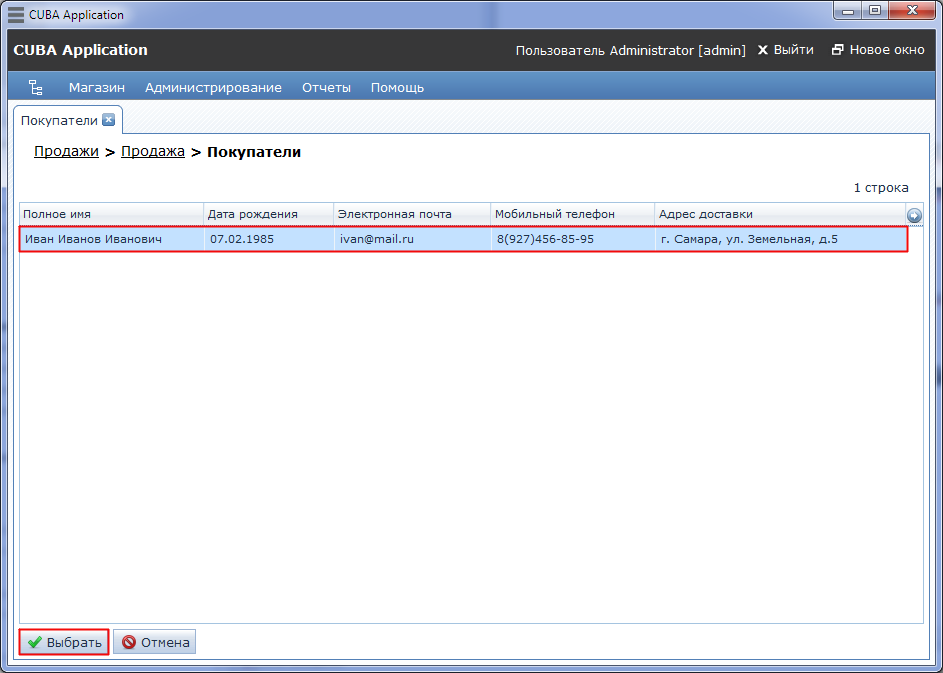 CUBA Application
CUBA Application Пользователь Administrator [admin] Выйти Новое окно
Магазин Администрирование Отчеты Помощь
Покупатели
Продажи > Продажа > Покупатели
1 строка
Полное имя Дата рождения Электронная почта Мобильный телефон Адрес доставки
Иван Иванов Иванович 07.02.1985 ivan@mail.ru 8(927)456-85-95 г. Самара, ул. Земельная, д.5
Выбрать Отмена